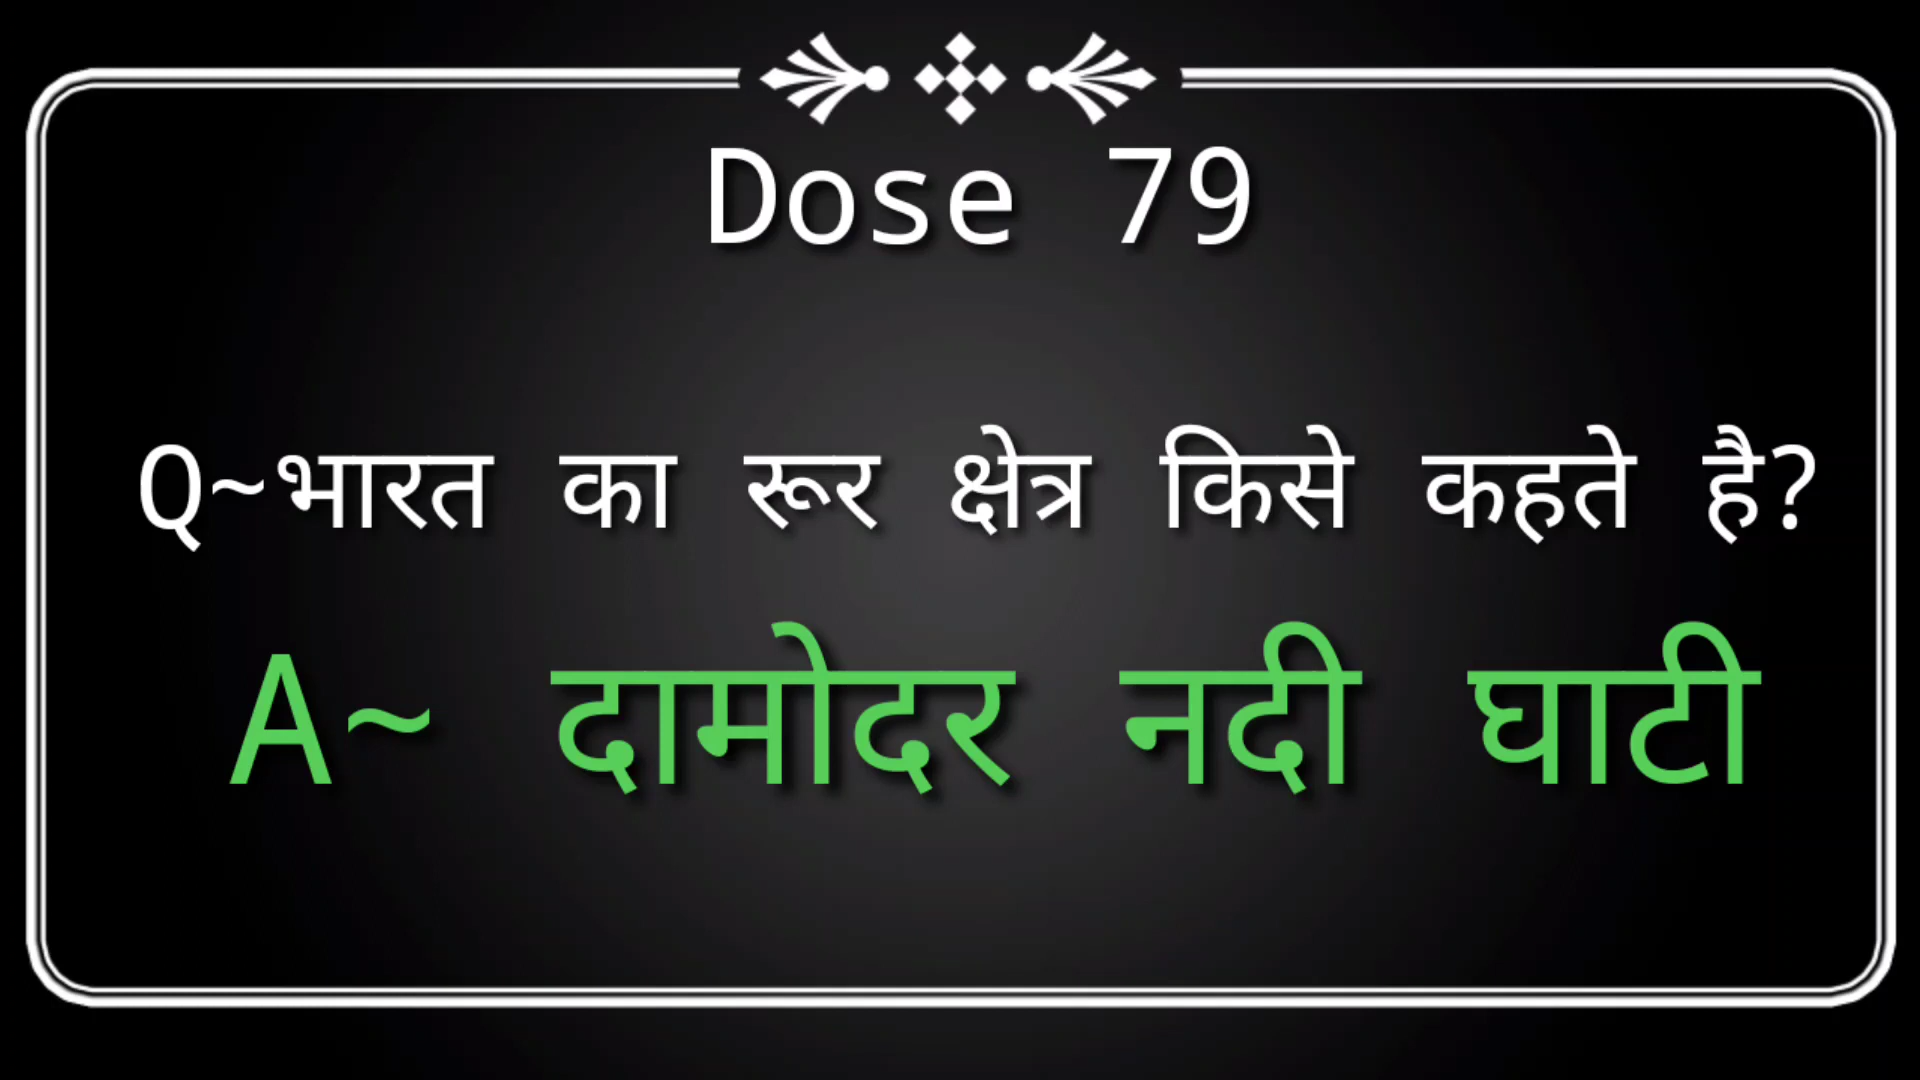 Dose 79
Q~भारत का रूर क्षेत्र किसे कहते है?
A~ दामोदर नदी घाटी